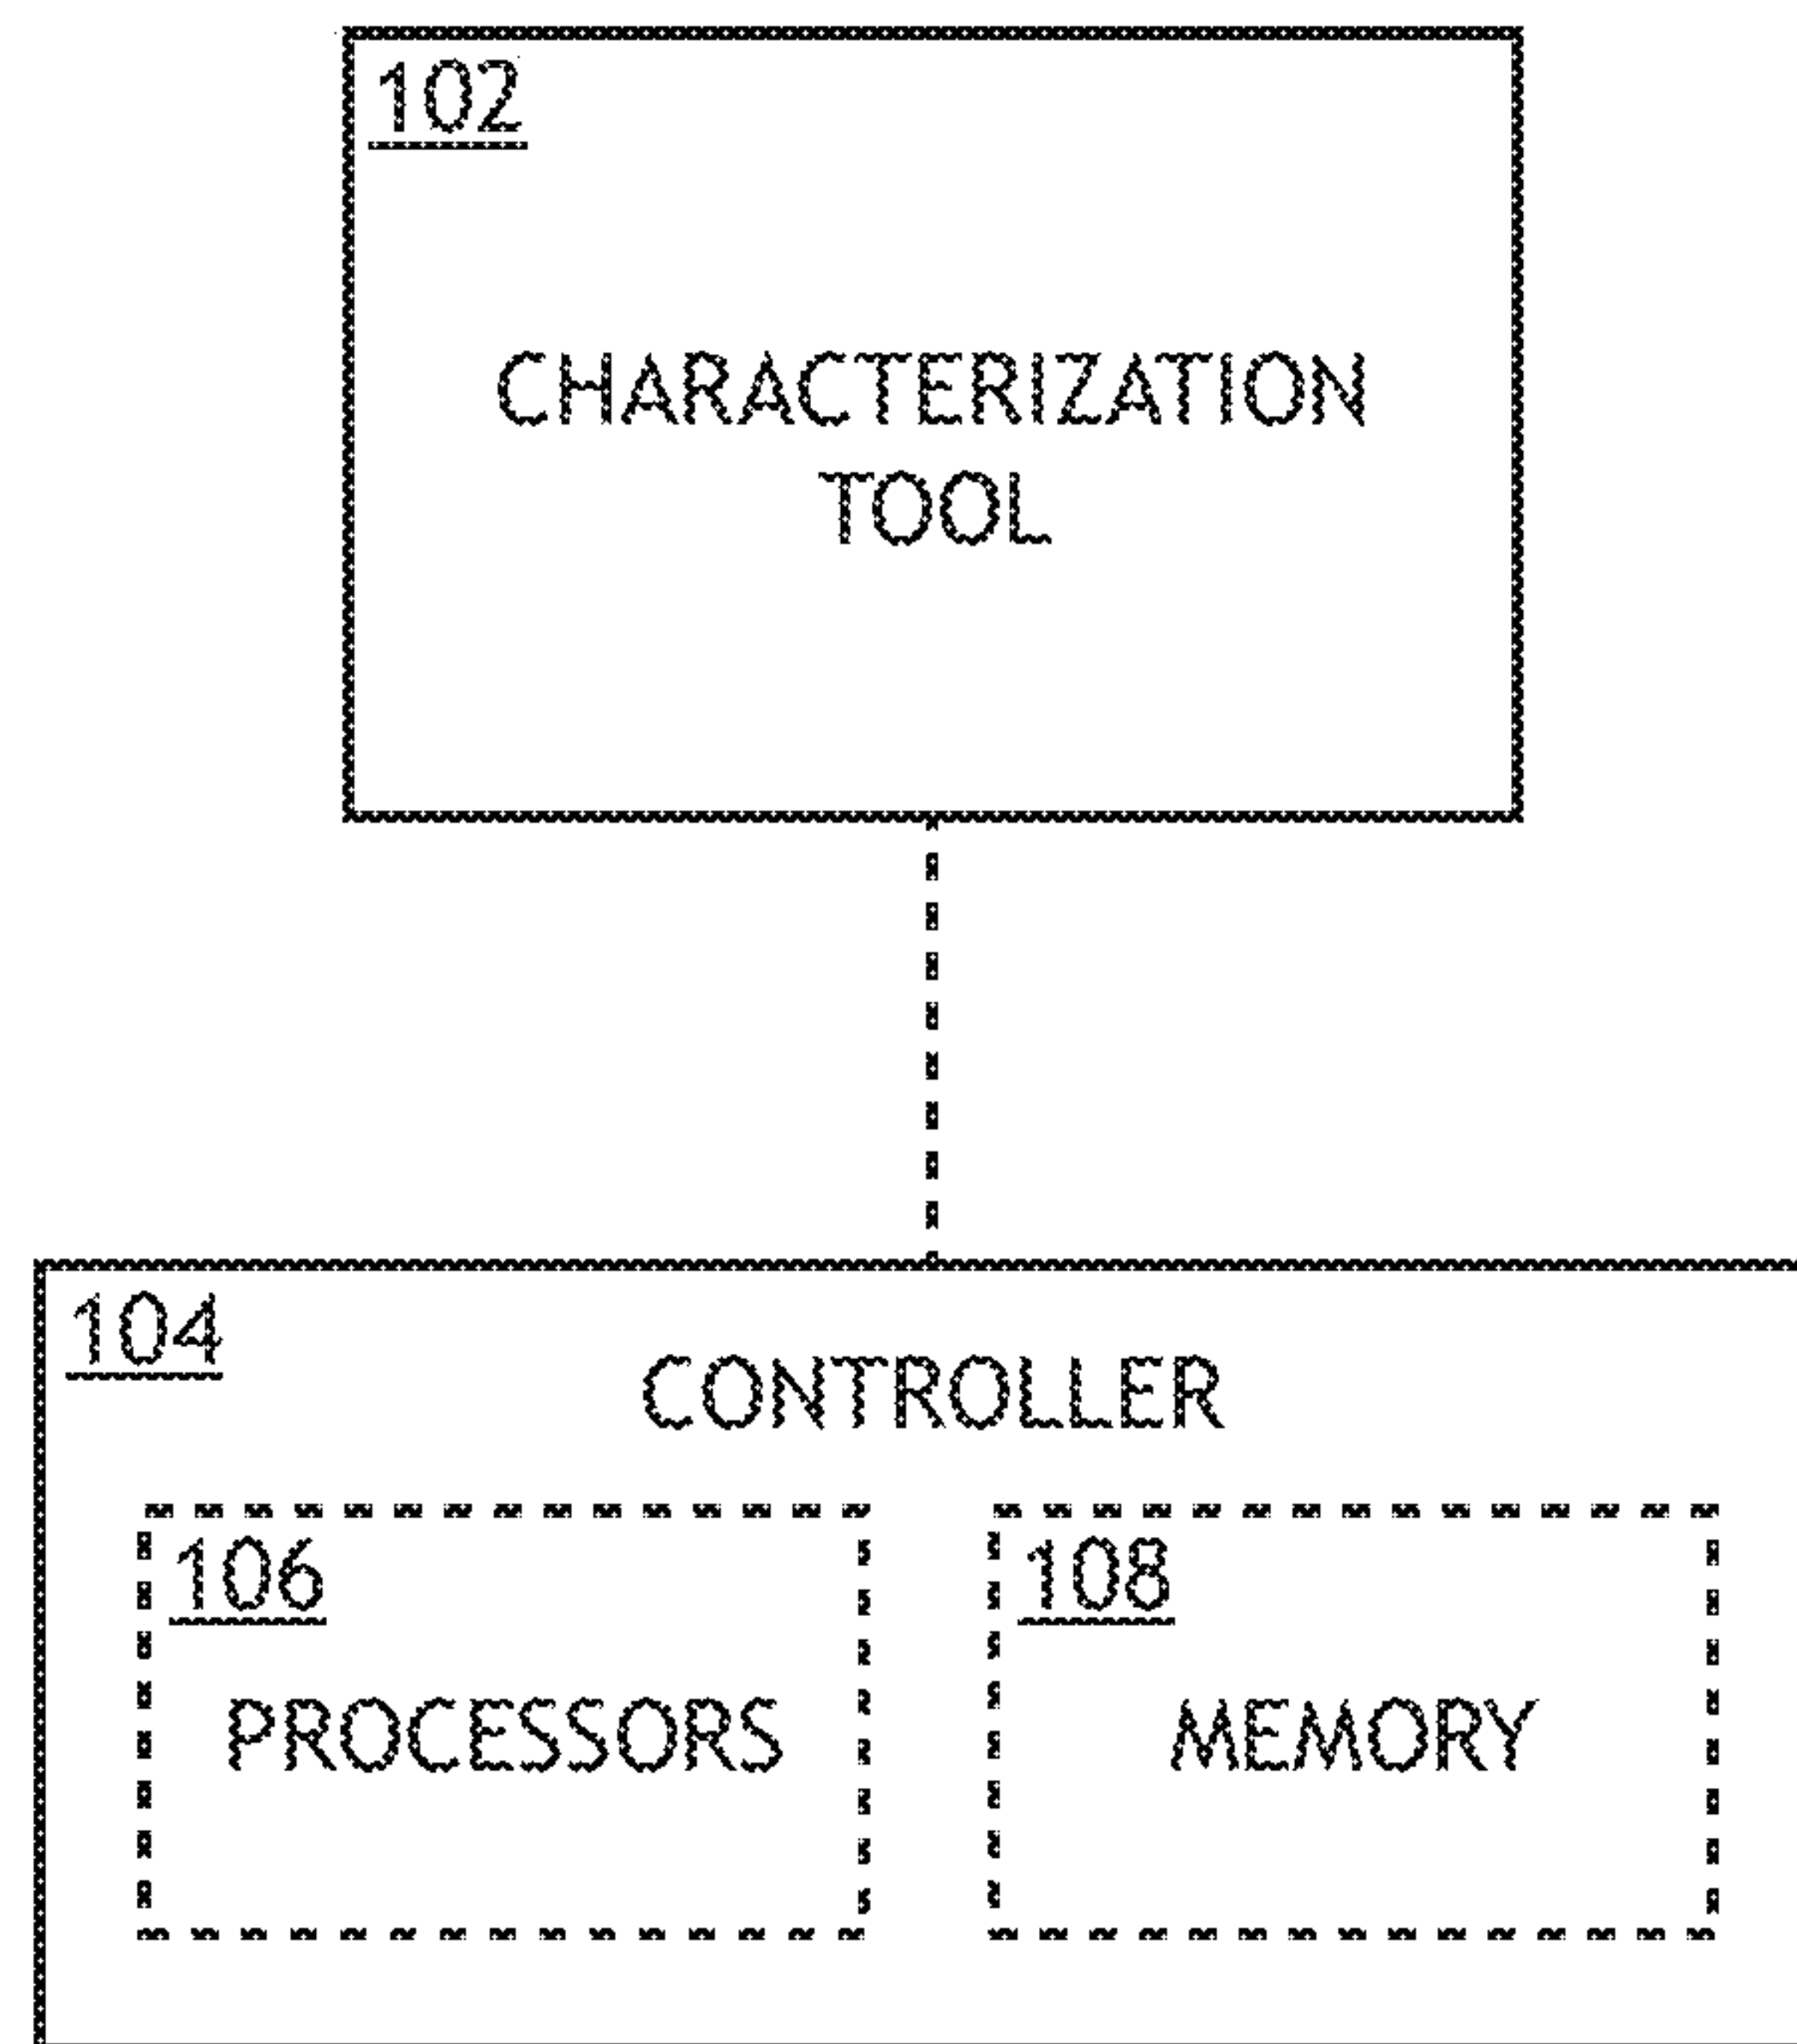 102
CHARACTERIZATION
TOOL
104
CONTROLLER
106
108
PROCESSORS
MEMORY